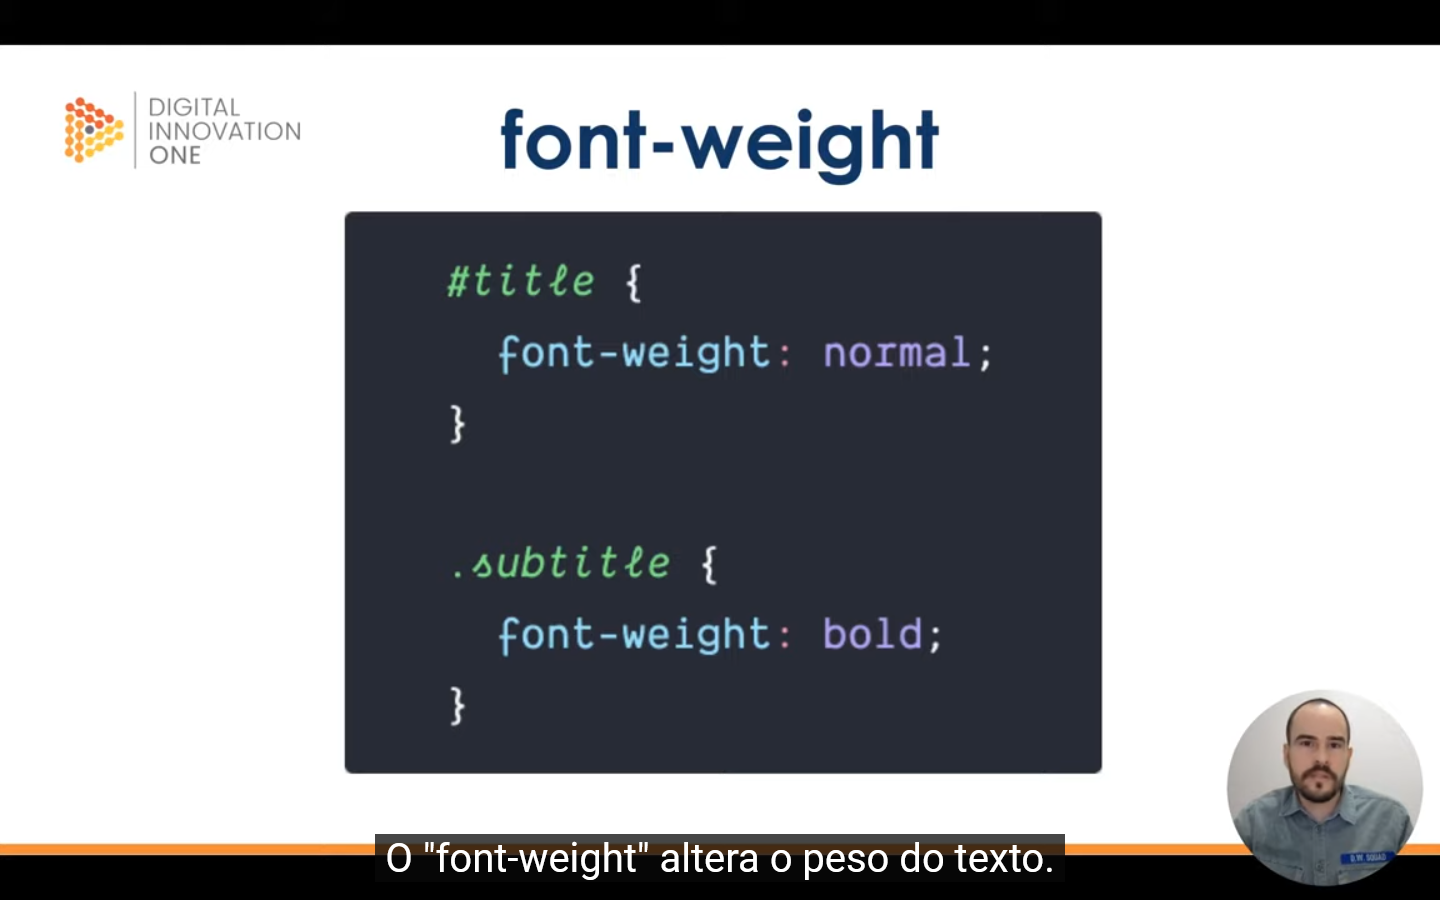 DIGITAL
INNOVATION
ONE
font-weight
#title {
font-weight: normal;
}
.subtitle {
font-weight: bold;
}
O "font-weight" altera o peso do texto.